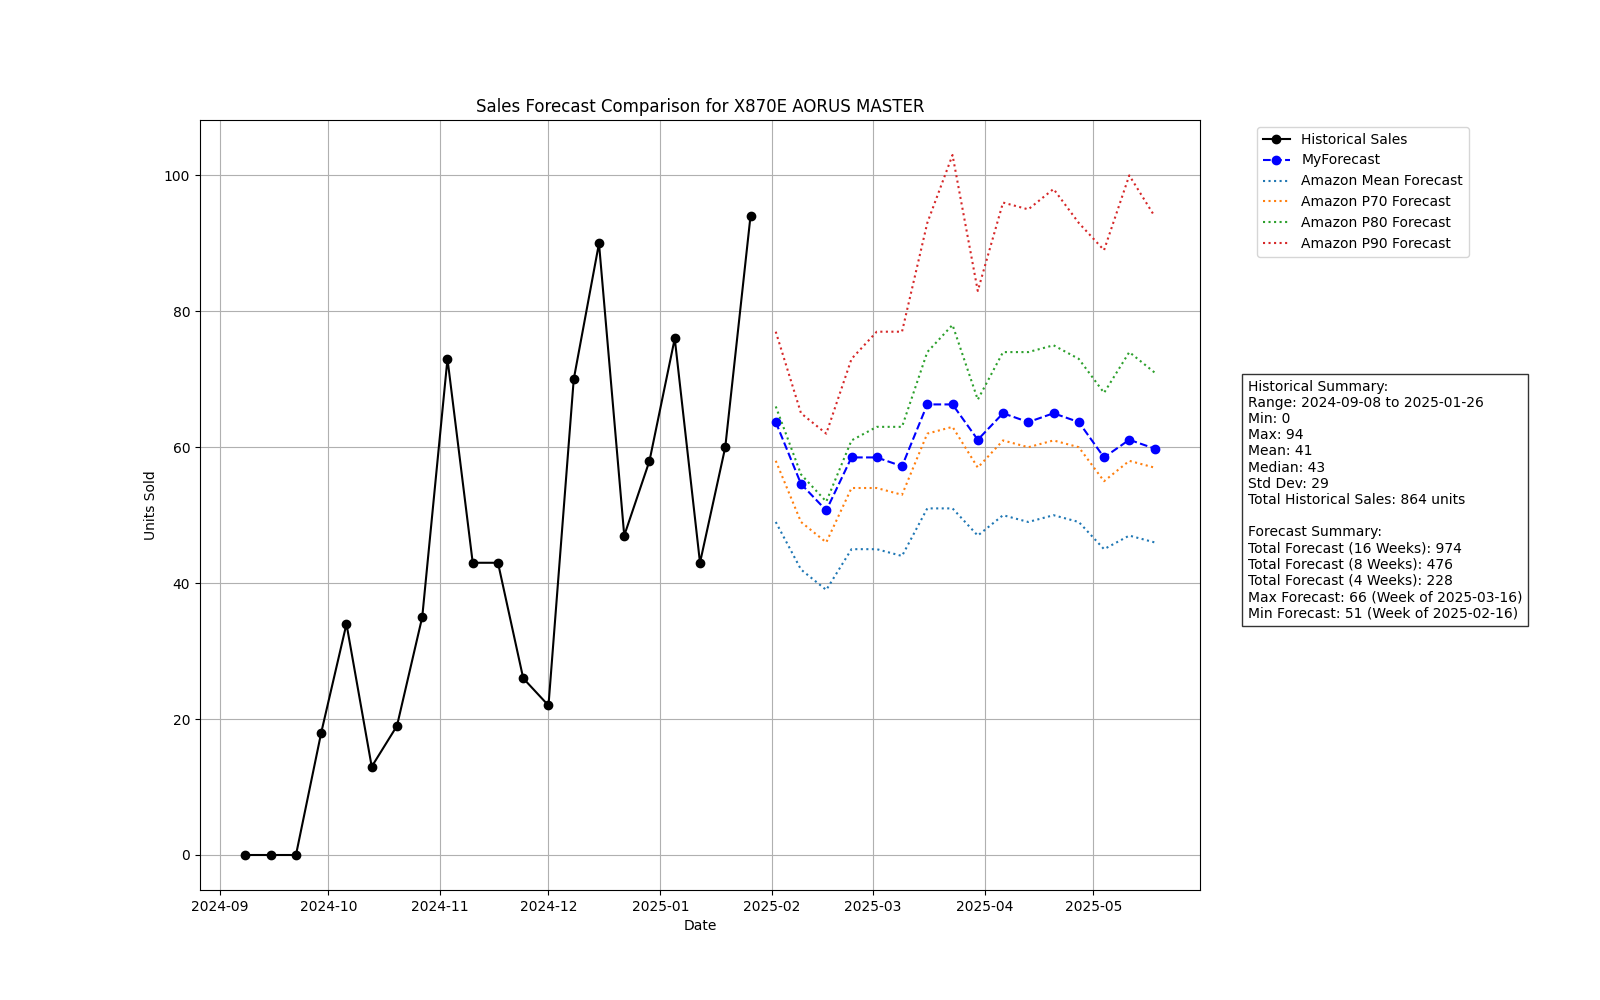 Sales Forecast Comparison for X870E AORUS MASTER
Units Sold
100
80
60
40
20
0
2024-09 2024-10 2024-11 2024-12 2025-01 2025-02 2025-03 2025-04 2025-05
Date
Historical Sales
MyForecast
Amazon Mean Forecast
Amazon P70 Forecast
Amazon P80 Forecast
Amazon P90 Forecast
Historical Summary:
Range: 2024-09-08 to 2025-01-26
Min: 0
Max: 94
Mean: 41
Median: 43
Std Dev: 29
Total Historical Sales: 864 units
Forecast Summary:
Total Forecast (16 Weeks): 974
Total Forecast (8 Weeks): 476
Total Forecast (4 Weeks): 228
Max Forecast: 66 (Week of 2025-03-16)
Min Forecast: 51 (Week of 2025-02-16)